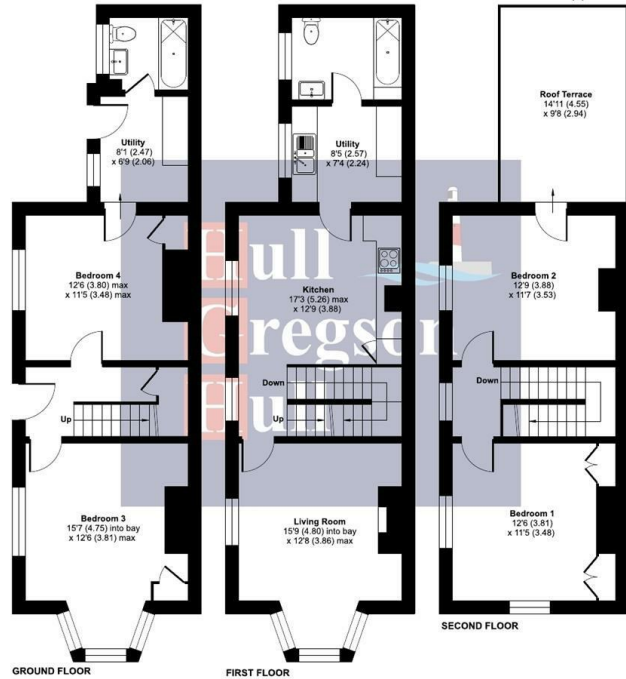 Roof Terrace
14'11 (4.55)
x 9'8 (2.94)
Utility
8'1 (2.47)
x 6'9 (2.06)
Utility
8'5 (2.57)
x 7'4 (2.24)
Bedroom 4
12'6 (3.80) max
x 11'5 (3.48) max
Kitchen
17'3 (5.26) max
x 12'9 (3.88)
Bedroom 2
12'9 (3.88)
x 11'7 (3.53)
Hull
Gregson
Hull
Up
Down
Up
Down
Bedroom 3
15'7 (4.75) into bay
x 12'6 (3.81) max
Living Room
15'9 (4.80) into bay
x 12'8 (3.86) max
Bedroom 1
12'6 (3.81)
x 11'5 (3.48)
GROUND FLOOR
FIRST FLOOR
SECOND FLOOR